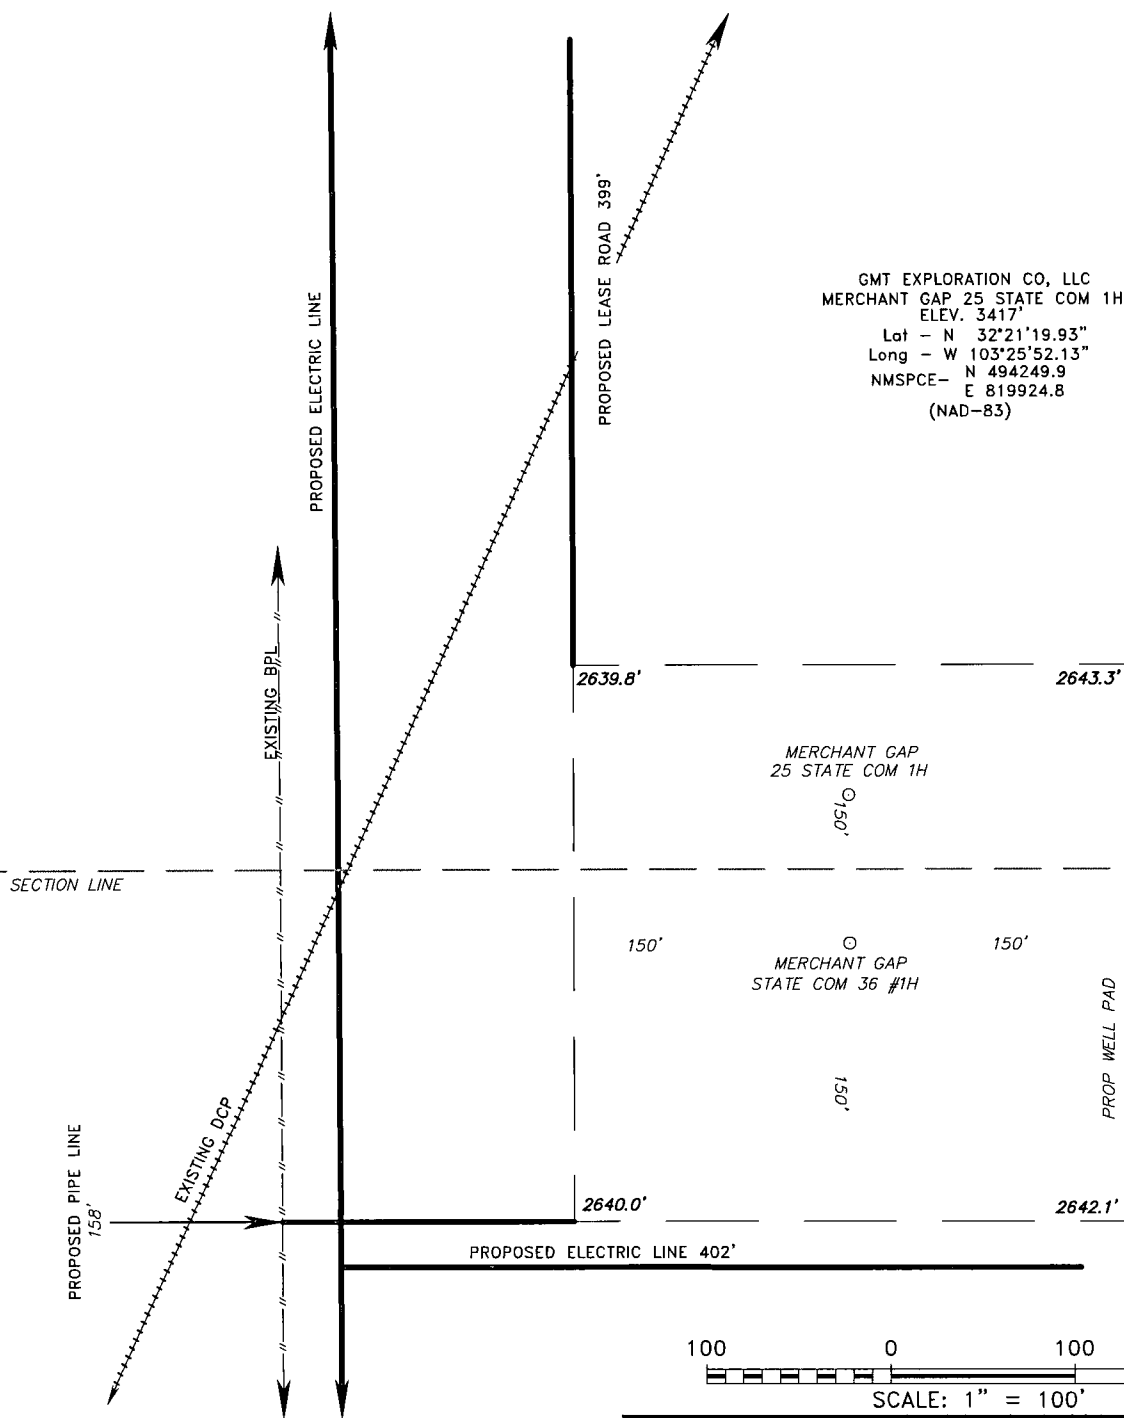 PROPOSED ELECTRIC LINE
PROPOSED LEASE ROAD 399'
GMT EXPLORATION CO, LLC
MERCHANT GAP 25 STATE COM 1H
ELEV. 3417'
Lat - N 32°21'19.93"
Long - W 103°25'52.13"
NMSPCE- N 494249.9
E 819924.8
(NAD-83)
EXISTING BPL
2639.8'
2643.3'
MERCHANT GAP
25 STATE COM 1H
150'
SECTION LINE
150'
150'
MERCHANT GAP
STATE COM 36 #1H
PROP WELL PAD
150'
EXISTING DCP
PROPOSED PIPE LINE
158'
2640.0'
2642.1'
PROPOSED ELECTRIC LINE 402'
100 0 100
SCALE: 1" = 100'